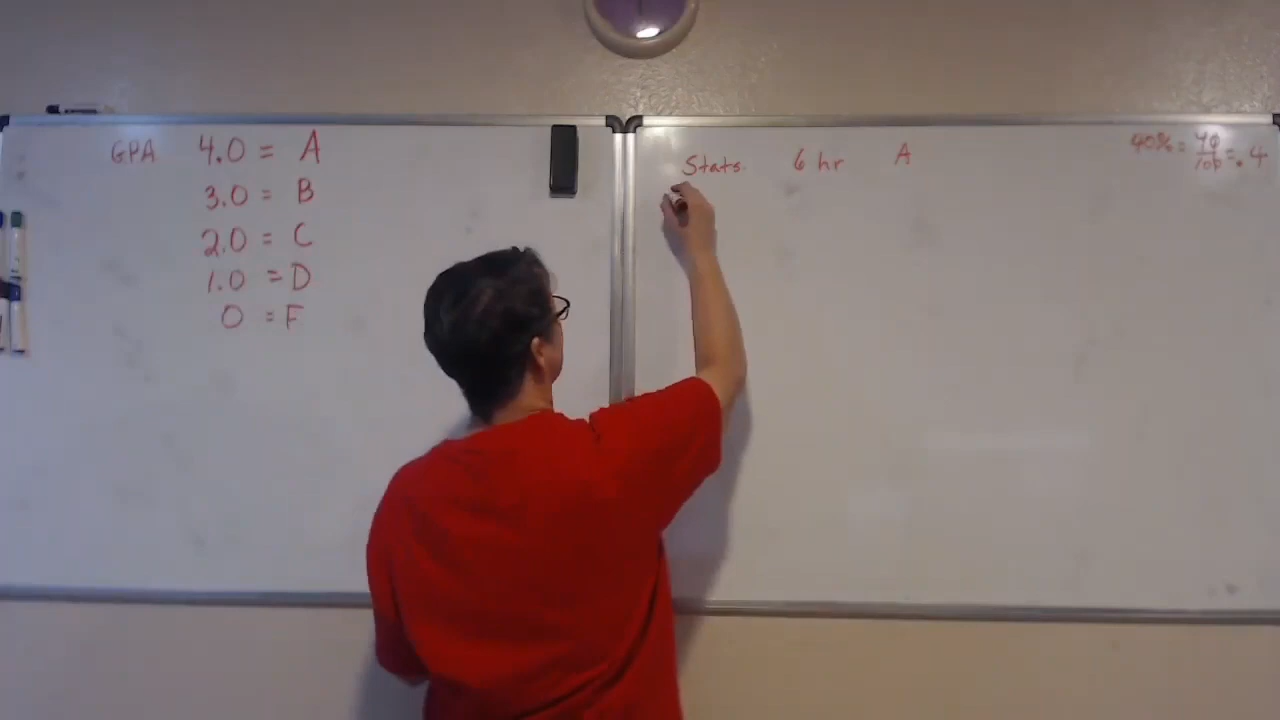 GPA 4.0 = A
3.0 = B
2.0 = C
1.0 = D
0 = F
Stats. 6 hr A
40% = 40/100 = .4